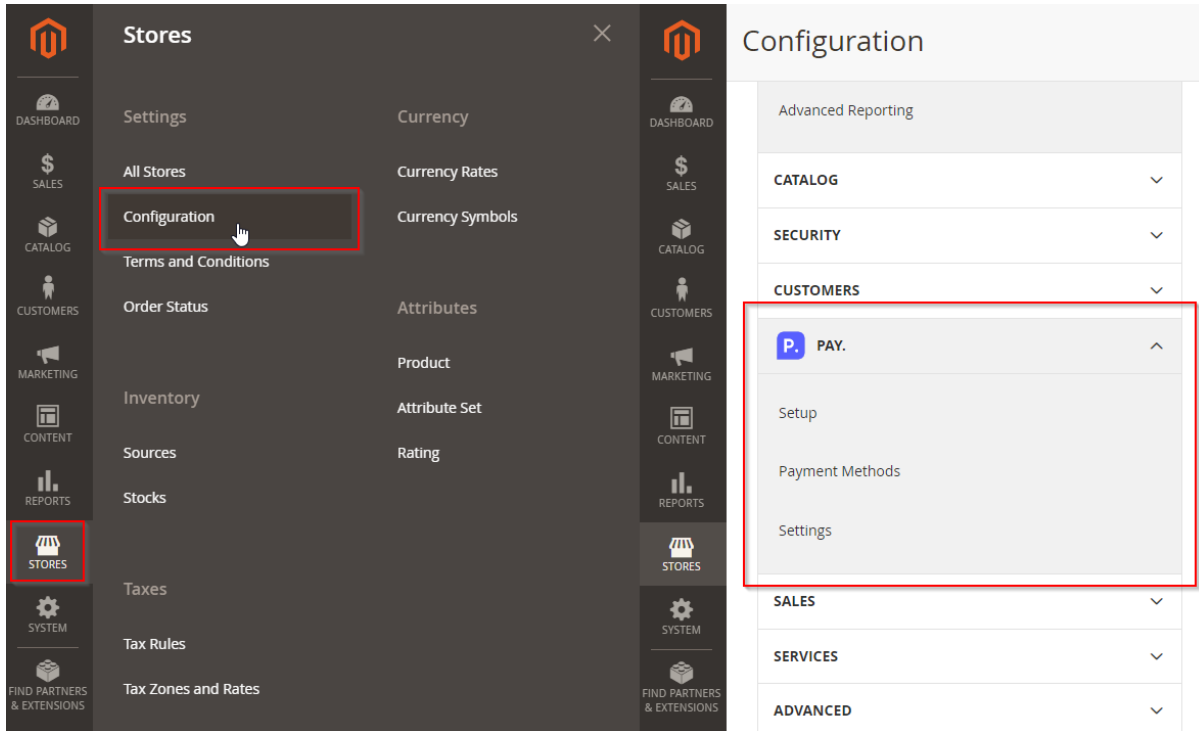 Stores
DASHBOARD
SALES
CATALOG
CUSTOMERS
MARKETING
CONTENT
REPORTS
STORES
SYSTEM
FIND PARTNERS
& EXTENSIONS
Settings
All Stores
Configuration
Terms and Conditions
Order Status
Inventory
Sources
Stocks
Taxes
Tax Rules
Tax Zones and Rates
Currency
Currency Rates
Currency Symbols
Attributes
Product
Attribute Set
Rating
DASHBOARD
SALES
CATALOG
CUSTOMERS
MARKETING
CONTENT
REPORTS
STORES
SYSTEM
FIND PARTNERS
& EXTENSIONS
Configuration
Advanced Reporting
CATALOG
SECURITY
CUSTOMERS
P. PAY.
Setup
Payment Methods
Settings
SALES
SERVICES
ADVANCED